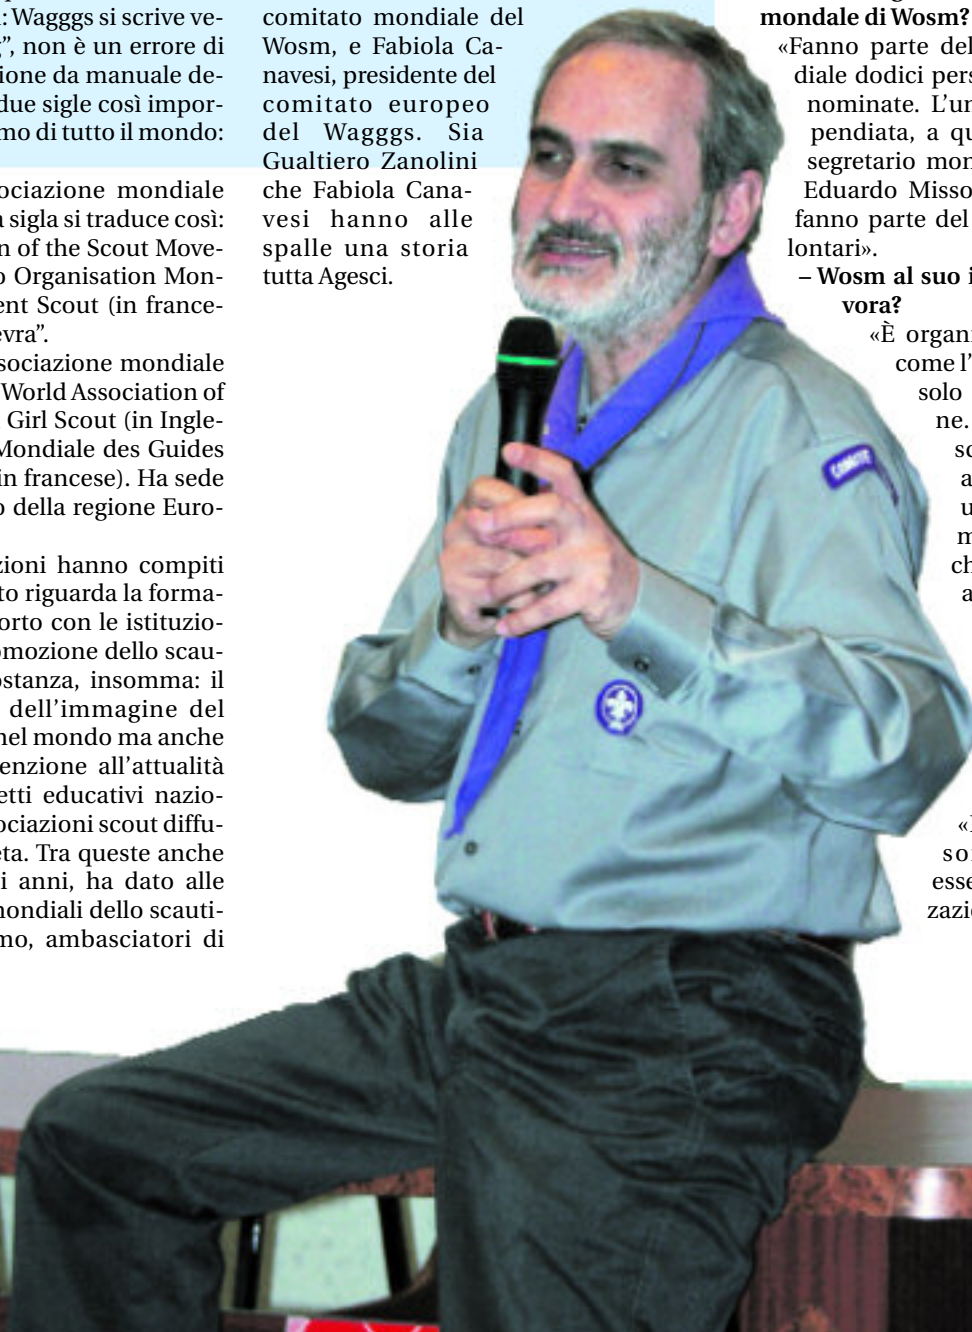 : Wagggs si scrive ve-
”, non è un errore di
ione da manuale de-
due sigle così impor-
mo di tutto il mondo:
ociazione mondiale
a sigla si traduce così:
n of the Scout Move-
o Organisation Mon-
ent Scout (in france-
evra”.
ssociazione mondiale
World Association of
Girl Scout (in Ingle-
Mondiale des Guides
in francese). Ha sede
o della regione Euro-
zioni hanno compiti
to riguarda la forma-
orto con le istituzio-
omozione dello scau-
ostanza, insomma: il
dell’immagine del
nel mondo ma anche
enzione all’attualità
etti educativi nazio-
ociazioni scout diffu-
eta. Tra queste anche
i anni, ha dato alle
mondiali dello scauti-
mo, ambasciatori di
comitato mondiale del
Wosm, e Fabiola Ca-
navesi, presidente del
comitato europeo
del Wagggs. Sia
Gualtiero Zanolini
che Fabiola Cana-
vesi hanno alle
spalle una storia
tutta Agesci.
mondale di Wosm?
«Fanno parte del
diale dodici pers
nominate. L’un
pendiata, a qu
segretario mon
Eduardo Misso
fanno parte del
lontari».
– Wosm al suo i
vora?
«È organi
come l’
solo
ne.
sc
a
u
m
ch
a
so
esse
zazi